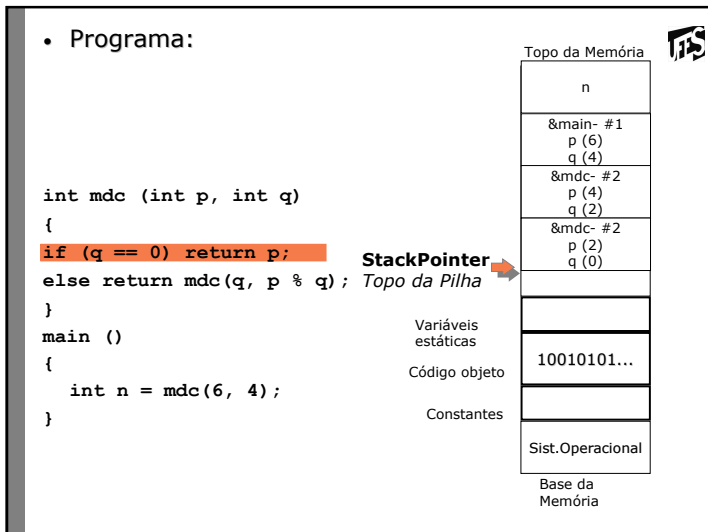 • Programa:
UFES
int mdc (int p, int q)
{
if (q == 0) return p;
else return mdc(q, p % q);
}
main ()
{
int n = mdc(6, 4);
}
StackPointer
Topo da Pilha
Variáveis
estáticas
Código objeto
Constantes
Topo da Memória
n
&main- #1
p (6)
q (4)
&mdc- #2
p (4)
q (2)
&mdc- #2
p (2)
q (0)
10010101...
Sist.Operacional
Base da
Memória